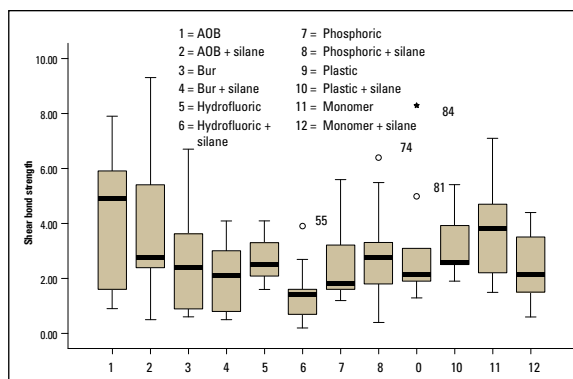 1 = AOB
2 = AOB + silane
3 = Bur
4 = Bur + silane
5 = Hydrofluoric
6 = Hydrofluoric +
silane
7 = Phosphoric
8 = Phosphoric + silane
9 = Plastic
10 = Plastic + silane
11 = Monomer
12 = Monomer + silane
Shear bond strength
10.00
8.00
6.00
4.00
2.00
0.00
84
74
81
55
1 2 3 4 5 6 7 8 0 10 11 12